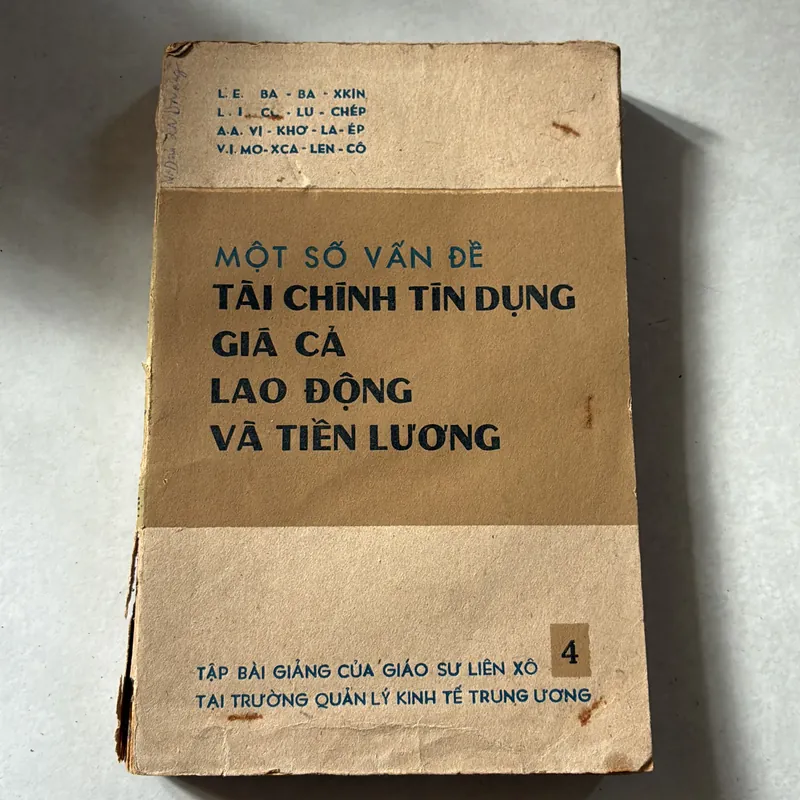 L.E. BA - BA - XKIN
L. I. CU - LU - CHÉP
A.A. VI - KHƠ - LA - ÉP
V.I. MO - XCA - LEN - CÔ
MỘT SỐ VẤN ĐỀ
TÀI CHÍNH TÍN DỤNG
GIÁ CẢ
LAO ĐỘNG
VÀ TIỀN LƯƠNG
TẬP BÀI GIẢNG CỦA GIÁO SƯ LIÊN XÔ 4
TẠI TRƯỜNG QUẢN LÝ KINH TẾ TRUNG ƯƠNG